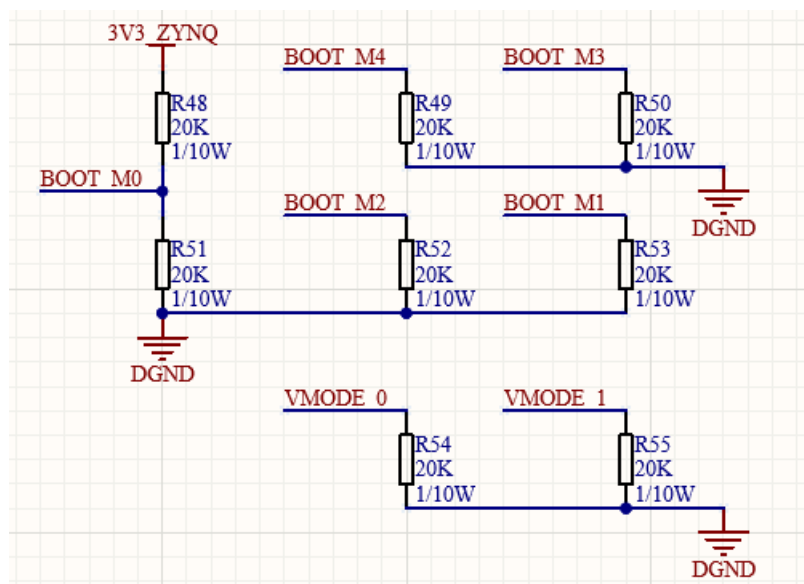 3V3_ZYNQ
BOOT_M4
BOOT_M3
R48
20K
1/10W
R49
20K
1/10W
R50
20K
1/10W
BOOT_M0
DGND
BOOT_M2
BOOT_M1
R51
20K
1/10W
R52
20K
1/10W
R53
20K
1/10W
DGND
VMODE_0
VMODE_1
R54
20K
1/10W
R55
20K
1/10W
DGND